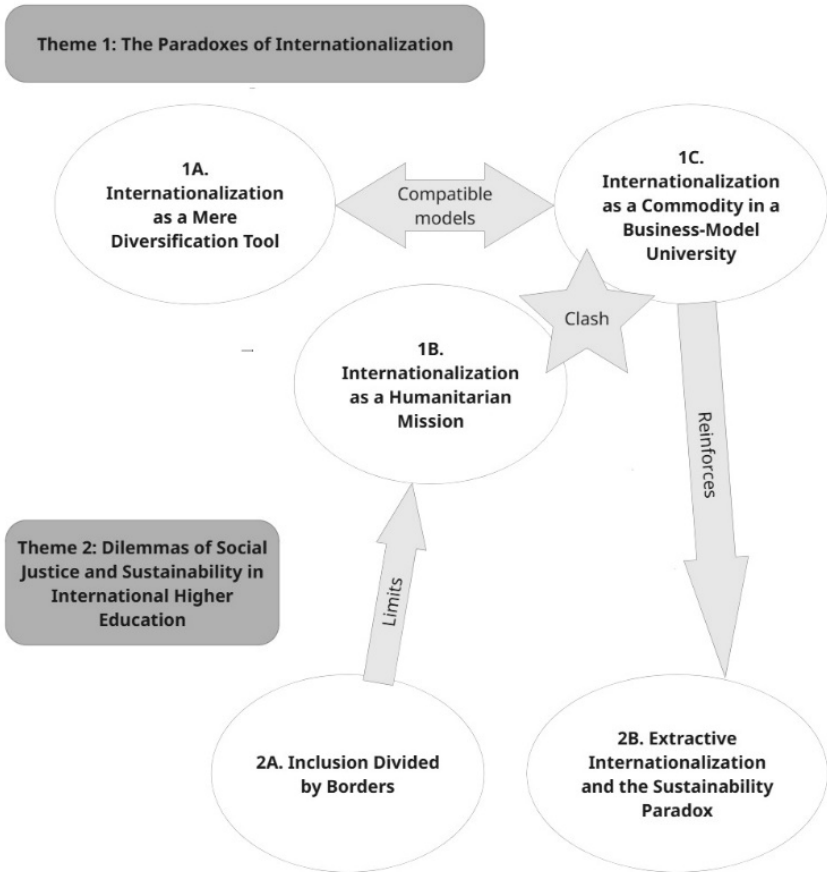 Theme 1: The Paradoxes of Internationalization
1A.
Internationalization
as a Mere
Diversification Tool
Compatible
models
1C.
Internationalization
as a Commodity in a
Business-Model
University
Clash
1B.
Internationalization
as a Humanitarian
Mission
Reinforces
Theme 2: Dilemmas of Social
Justice and Sustainability in
International Higher
Education
Limits
2A. Inclusion Divided
by Borders
2B. Extractive
Internationalization
and the Sustainability
Paradox